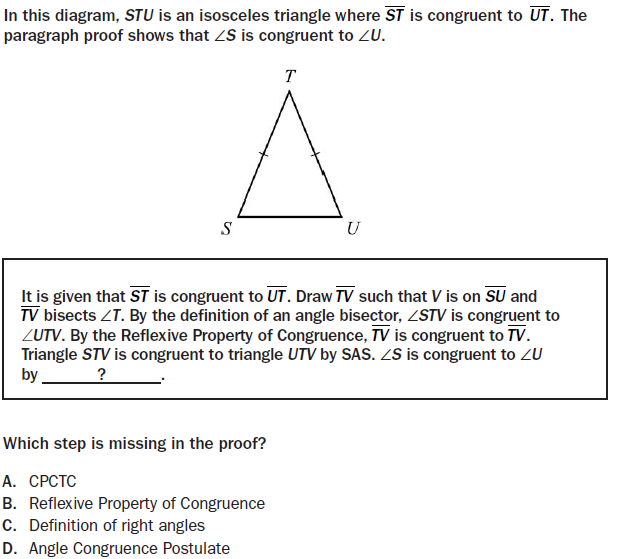 In this diagram, STU is an isosceles triangle where ST is congruent to UT. The
paragraph proof shows that ∠S is congruent to ∠U.
T
S
U
It is given that ST is congruent to UT. Draw TV such that V is on SU and
TV bisects ∠T. By the definition of an angle bisector, ∠STV is congruent to
∠UTV. By the Reflexive Property of Congruence, TV is congruent to TV.
Triangle STV is congruent to triangle UTV by SAS. ∠S is congruent to ∠U
by ______?______.
Which step is missing in the proof?
A. CPCTC
B. Reflexive Property of Congruence
C. Definition of right angles
D. Angle Congruence Postulate